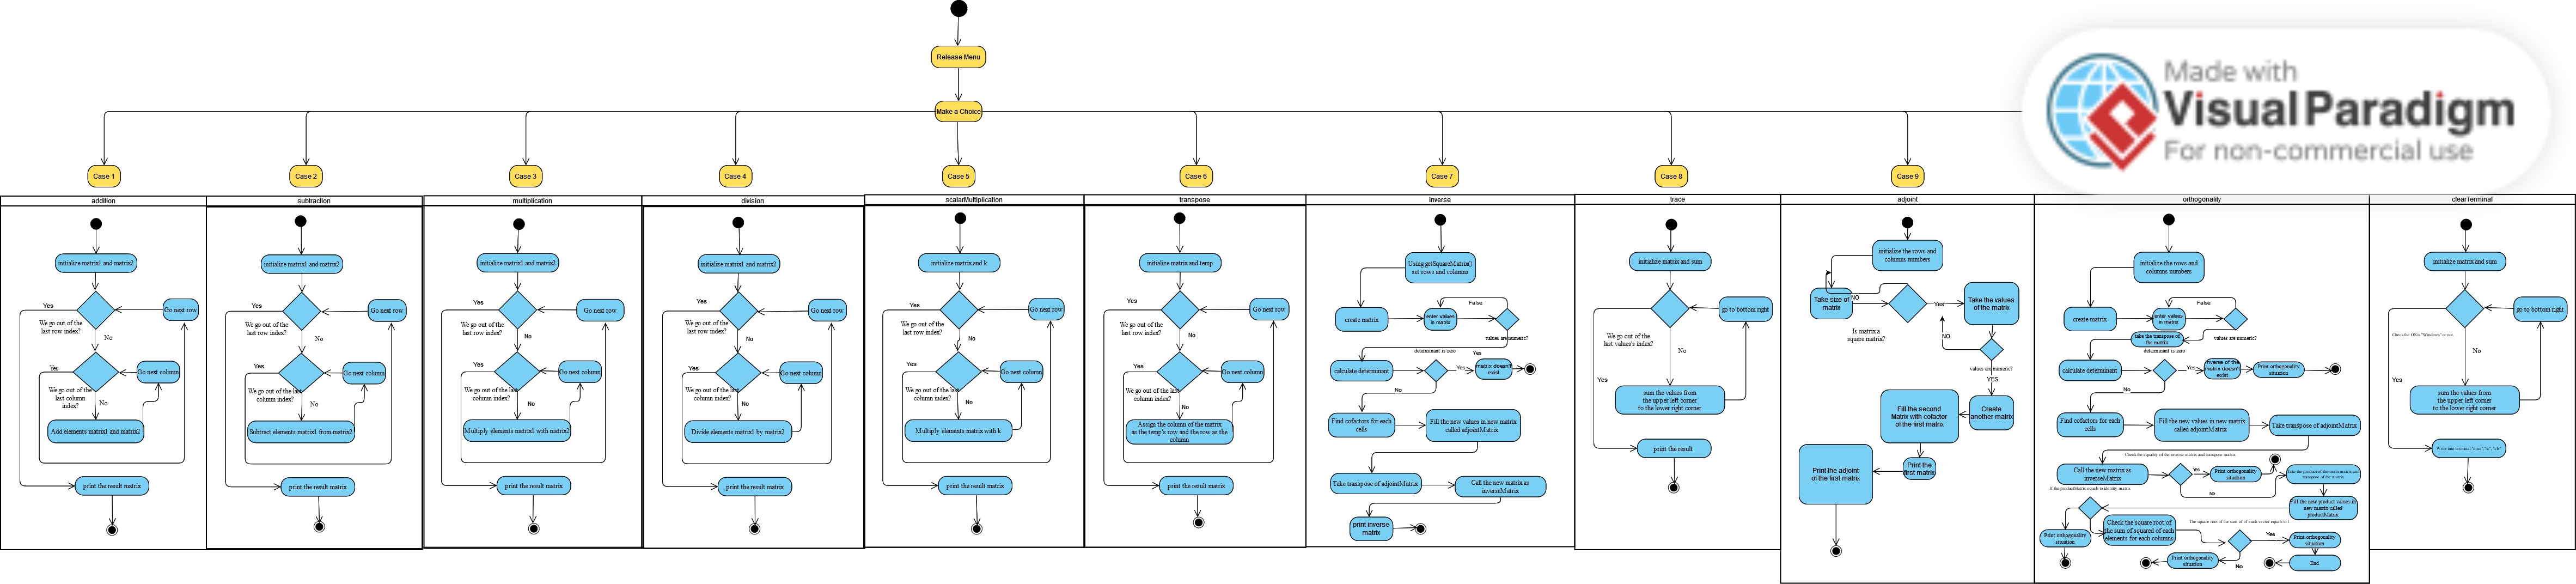 Release Menu
Make a Choice
Made with
Visual Paradigm
For non-commercial use
Case 1
Case 2
Case 3
Case 4
Case 5
Case 6
Case 7
Case 8
Case 9
addition
initialize matrix1 and matrix2
Yes
Go next row
We go out of the
last row index?
No
Yes
Go next column
We go out of the
last column
index?
No
Add elements matrix1 and matrix2
print the result matrix
subtraction
initialize matrix1 and matrix2
Yes
Go next row
We go out of the
last row index?
No
Yes
Go next column
We go out of the last
column index?
No
Subtract elements matrix1 from matrix2
print the result matrix
multiplication
initialize matrix1 and matrix2
Yes
Go next row
We go out of the
last row index?
No
Yes
Go next column
We go out of the last
column index?
No
Multiply elements matrix1 with matrix2
print the result matrix
division
initialize matrix1 and matrix2
Yes
Go next row
We go out of the
last row index?
No
Yes
Go next column
We go out of the last
column index?
No
Divide elements matrix1 by matrix2
print the result matrix
scalarMultiplication
initialize matrix and k
Yes
Go next row
We go out of the
last row index?
No
Yes
Go next column
We go out of the last
column index?
No
Multiply elements matrix with k
print the result matrix
transpose
initialize matrix and temp
Yes
Go next row
We go out of the
last row index?
No
Yes
Go next column
We go out of the last
column index?
No
Assign the column of the matrix
as the temp's row and the row as the
column
print the result matrix
inverse
Using getSquareMatrix()
set rows and columns
False
create matrix
enter values
in matrix
values are numeric?
determinant is zero
calculate determinant
Yes
matrix doesn't
exist
No
Find cofactors for each
cells
Fill the new values in new matrix
called adjointMatrix
Take transpose of adjointMatrix
Call the new matrix as
inverseMatrix
print inverse
matrix
trace
initialize matrix and sum
go to bottom right
We go out of the
last values's index?
No
Yes
sum the values from
the upper left corner
to the lower right corner
print the result
adjoint
initialize the rows and
columns numbers
Take size of
matrix
NO
Yes
Take the values
of the matrix
Is matrix a
square matrix?
NO
values are numeric?
YES
Create
another matrix
Fill the second
Matrix with cofactor
of the first matrix
Print the
first matrix
Print the adjoint
of the first matrix
orthogonality
initialize the rows and
columns numbers
False
create matrix
enter values
in matrix
take the transpose of
the matrix
values are numeric?
determinant is zero
calculate determinant
Yes
inverse of the
matrix doesn't
exist
Print orthogonality
situation
No
Find cofactors for each
cells
Fill the new values in new matrix
called adjointMatrix
Take transpose of adjointMatrix
Check the equality of the inverse matrix and transpose matrix
Call the new matrix as
inverseMatrix
Yes
Print orthogonality
situation
take the product of the main matrix and
transpose of the matrix
No
If the productMatrix equals to identity matrix
Fill the new product values in
new matrix called
productMatrix
Check the square root of
the sum of squared of each
elements for each columns
The square root of the sum of of each vector equals to 1
Print orthogonality
situation
Yes
Print orthogonality
situation
Print orthogonality
situation
No
End
clearTerminal
initialize matrix and sum
go to bottom right
Check the OS is "Windows" or not
No
Yes
sum the values from
the upper left corner
to the lower right corner